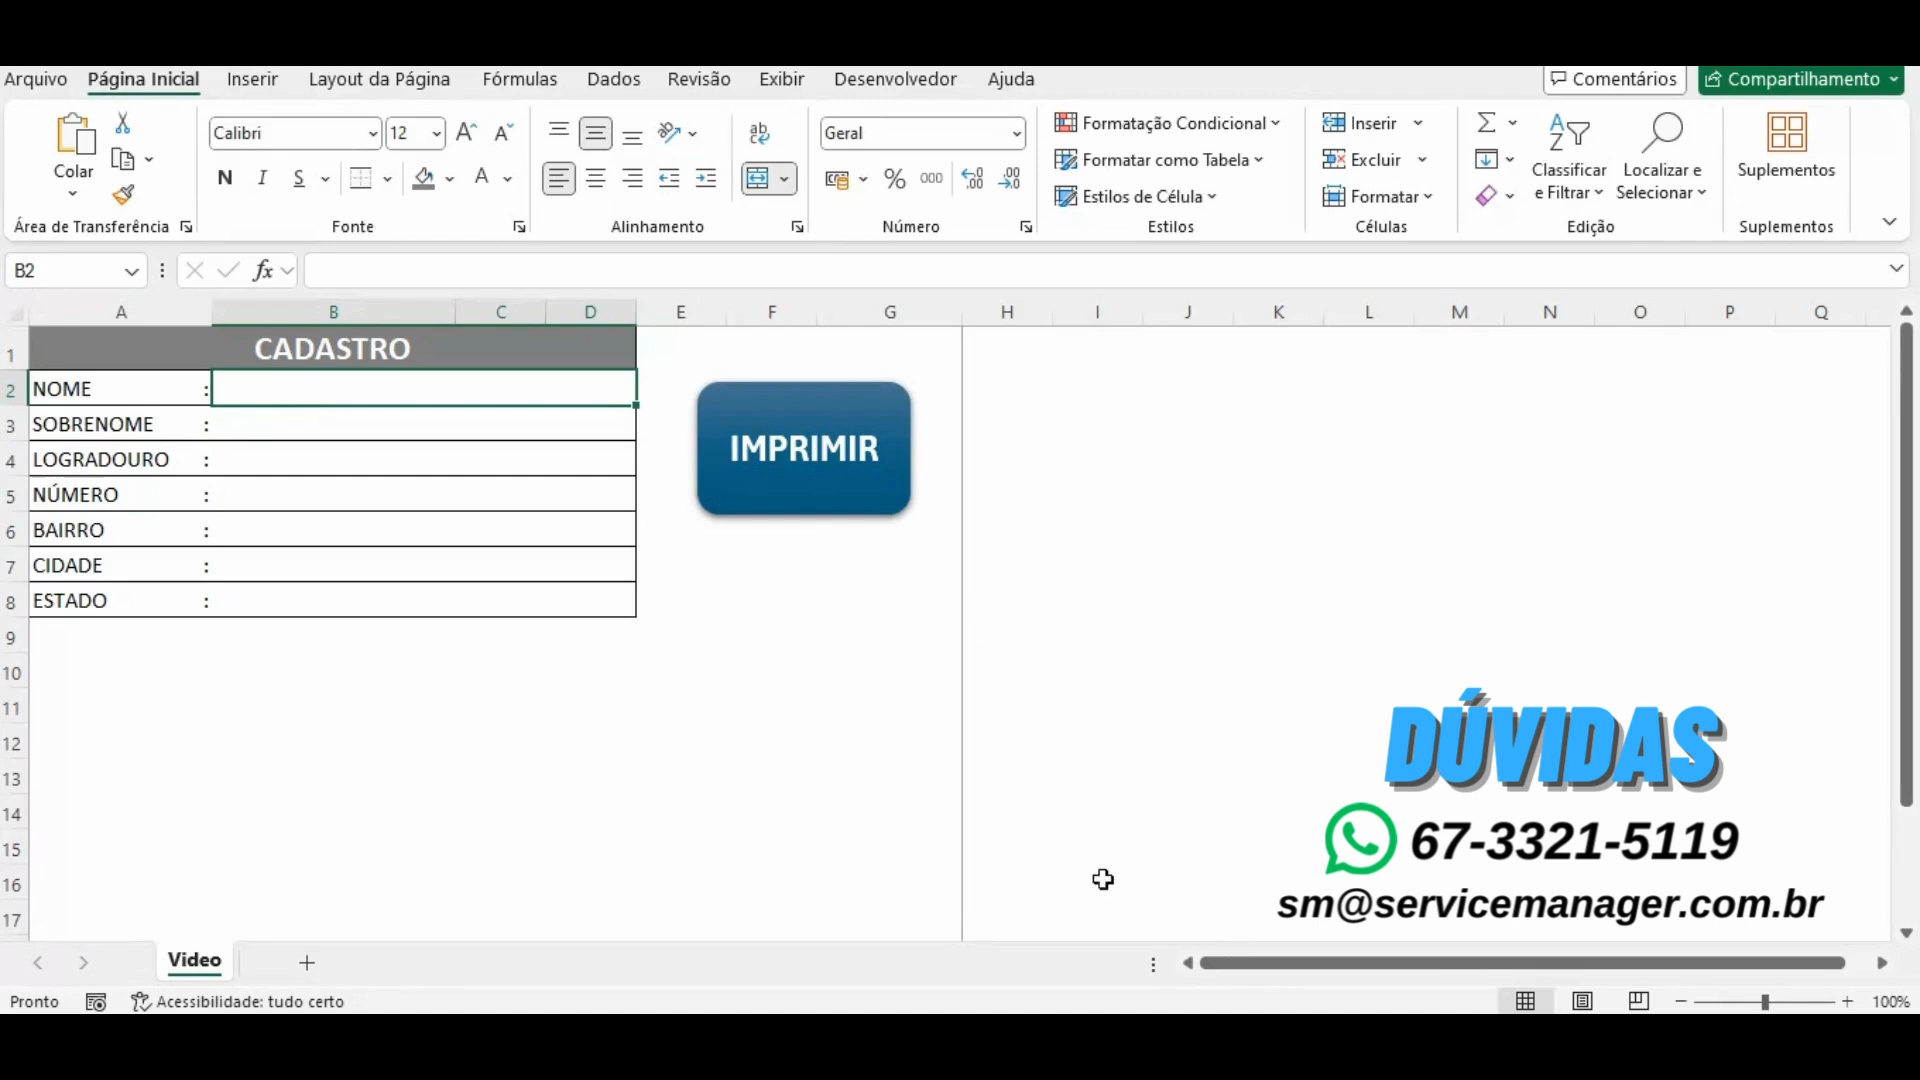 Arquivo Página Inicial Inserir Layout da Página Fórmulas Dados Revisão Exibir Desenvolvedor Ajuda Comentários Compartilhamento
Colar
Calibri 12
N I S A
ab
Geral
% 000
Formatação Condicional
Formatar como Tabela
Estilos de Célula
Inserir
Excluir
Formatar
Classificar
e Filtrar
Localizar e
Selecionar
Suplementos
Área de Transferência Fonte Alinhamento Número Estilos Células Edição Suplementos
B2 fx
A B C D E F G H I J K L M N O P Q
1 CADASTRO
2 NOME :
3 SOBRENOME :
4 LOGRADOURO :
5 NÚMERO :
6 BAIRRO :
7 CIDADE :
8 ESTADO :
IMPRIMIR
9
10
11
12
13
14
15
16
17
DÚVIDAS
67-3321-5119
sm@servicemanager.com.br
Video
Pronto Acessibilidade: tudo certo 100%